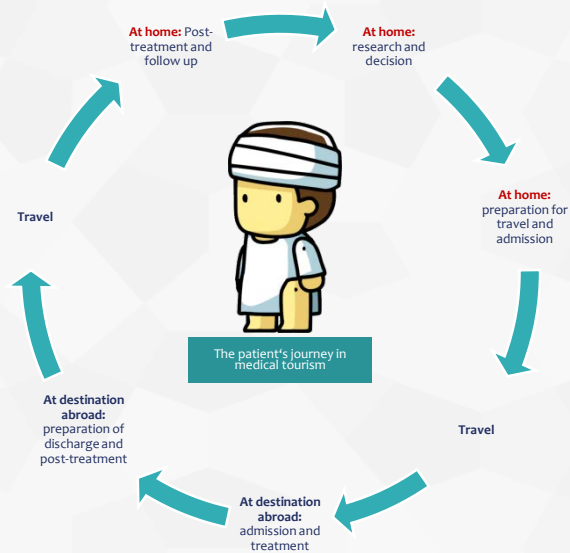 At home: Post-
treatment and
follow up
At home:
research and
decision
At home:
preparation for
travel and
admission
Travel
At destination
abroad:
admission and
treatment
At destination
abroad:
preparation of
discharge and
post-treatment
Travel
The patient's journey in
medical tourism